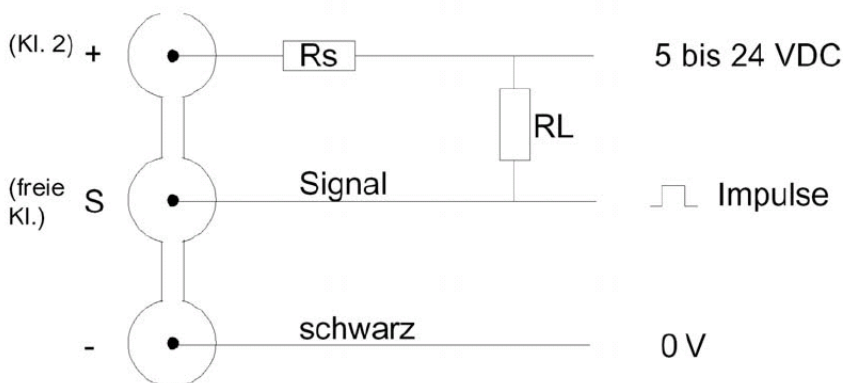 (Kl. 2) + Rs 5 bis 24 VDC
RL
(freie
Kl.) S Signal Impulse
- schwarz 0 V